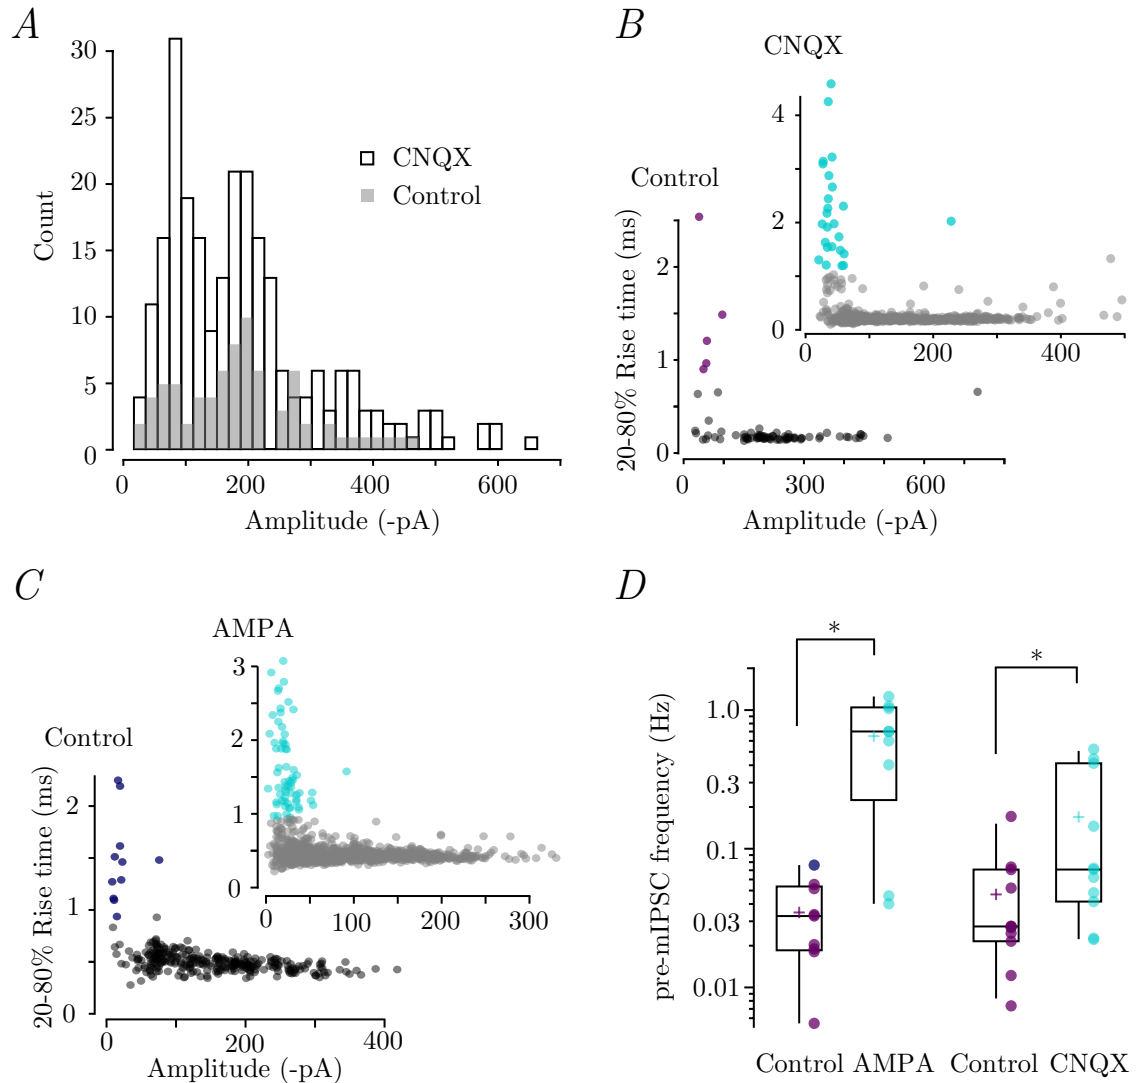 A
30
25
20
15
10
5
0
Count
CNQX
Control
0 200 400 600
Amplitude (-pA)
B
CNQX
4
2
0
0 200 400
Control
20-80% Rise time (ms)
2
1
0
0 300 600
Amplitude (-pA)
C
AMPA
3
2
1
0
0 100 200 300
Control
20-80% Rise time (ms)
2
1
0
0 200 400
Amplitude (-pA)
D
* *
pre-mIPSC frequency (Hz)
1.0
0.3
0.1
0.03
0.01
Control AMPA Control CNQX